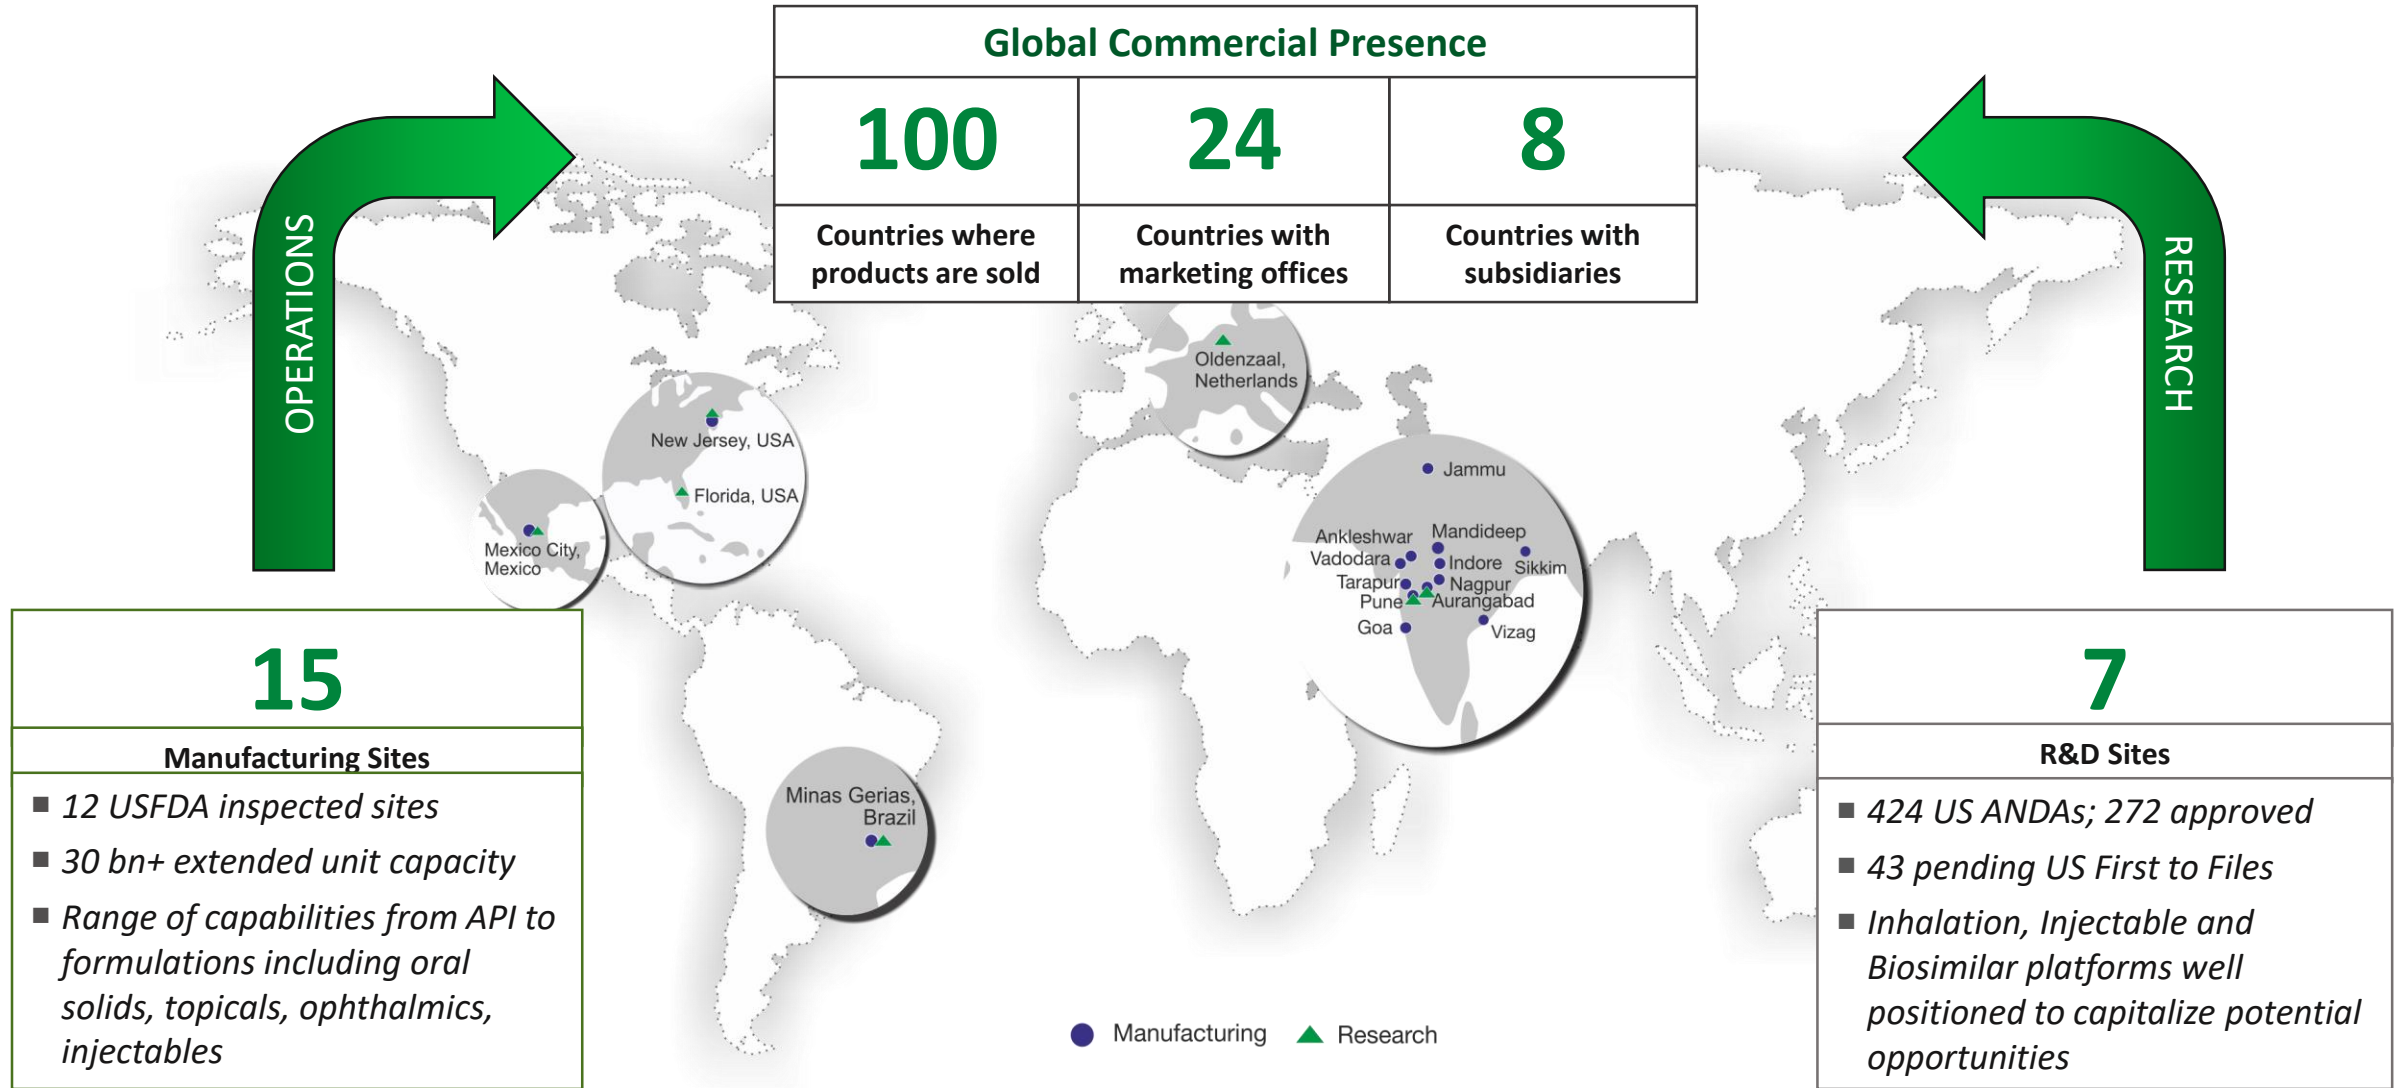 Global Commercial Presence
100
24
8
Countries where
products are sold
Countries with
marketing offices
Countries with
subsidiaries
OPERATIONS
RESEARCH
Oldenzaal,
Netherlands
New Jersey, USA
Florida, USA
Mexico City,
Mexico
Jammu
Ankleshwar
Mandideep
Vadodara
Indore
Sikkim
Tarapur
Nagpur
Pune
Aurangabad
Goa
Vizag
Minas Gerias,
Brazil
15
Manufacturing Sites
■ 12 USFDA inspected sites
■ 30 bn+ extended unit capacity
■ Range of capabilities from API to
formulations including oral
solids, topicals, ophthalmics,
injectables
7
R&D Sites
■ 424 US ANDAs; 272 approved
■ 43 pending US First to Files
■ Inhalation, Injectable and
Biosimilar platforms well
positioned to capitalize potential
opportunities
Manufacturing
Research